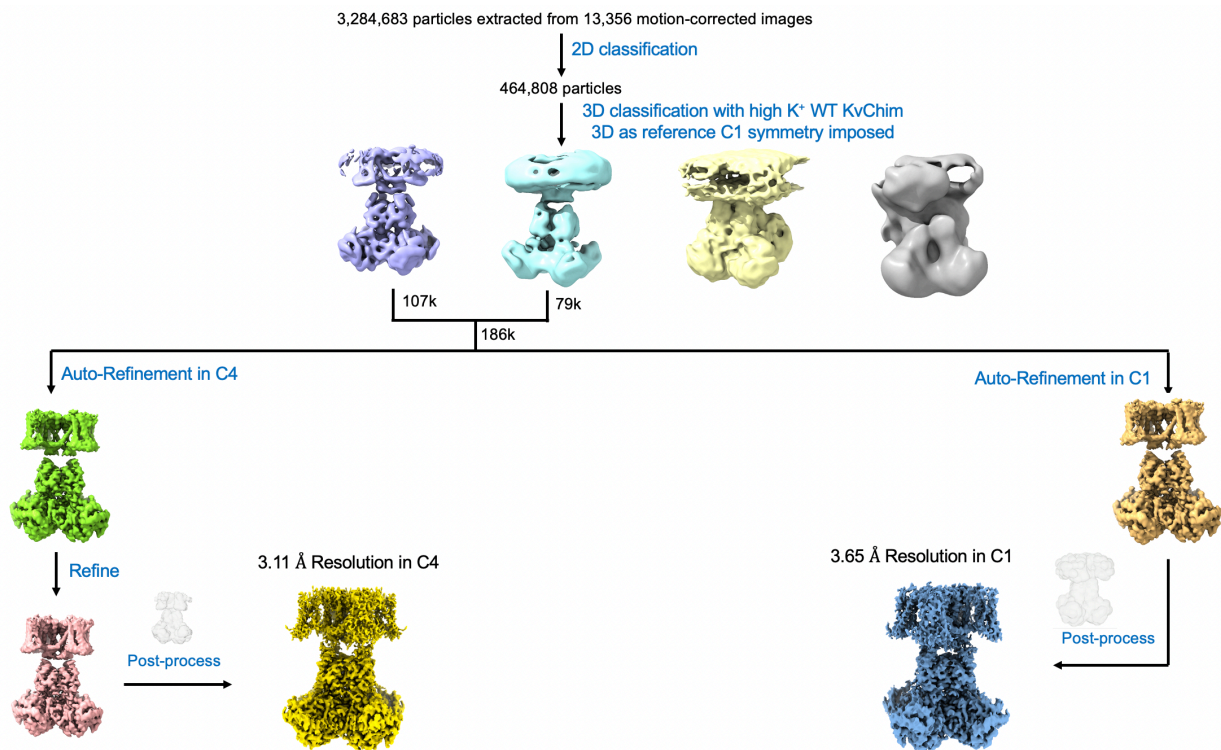 3,284,683 particles extracted from 13,356 motion-corrected images
2D classification
464,808 particles
3D classification with high K⁺ WT KvChim
3D as reference C1 symmetry imposed
107k
79k
186k
Auto-Refinement in C4
Auto-Refinement in C1
Refine
3.11 Å Resolution in C4
3.65 Å Resolution in C1
Post-process
Post-process